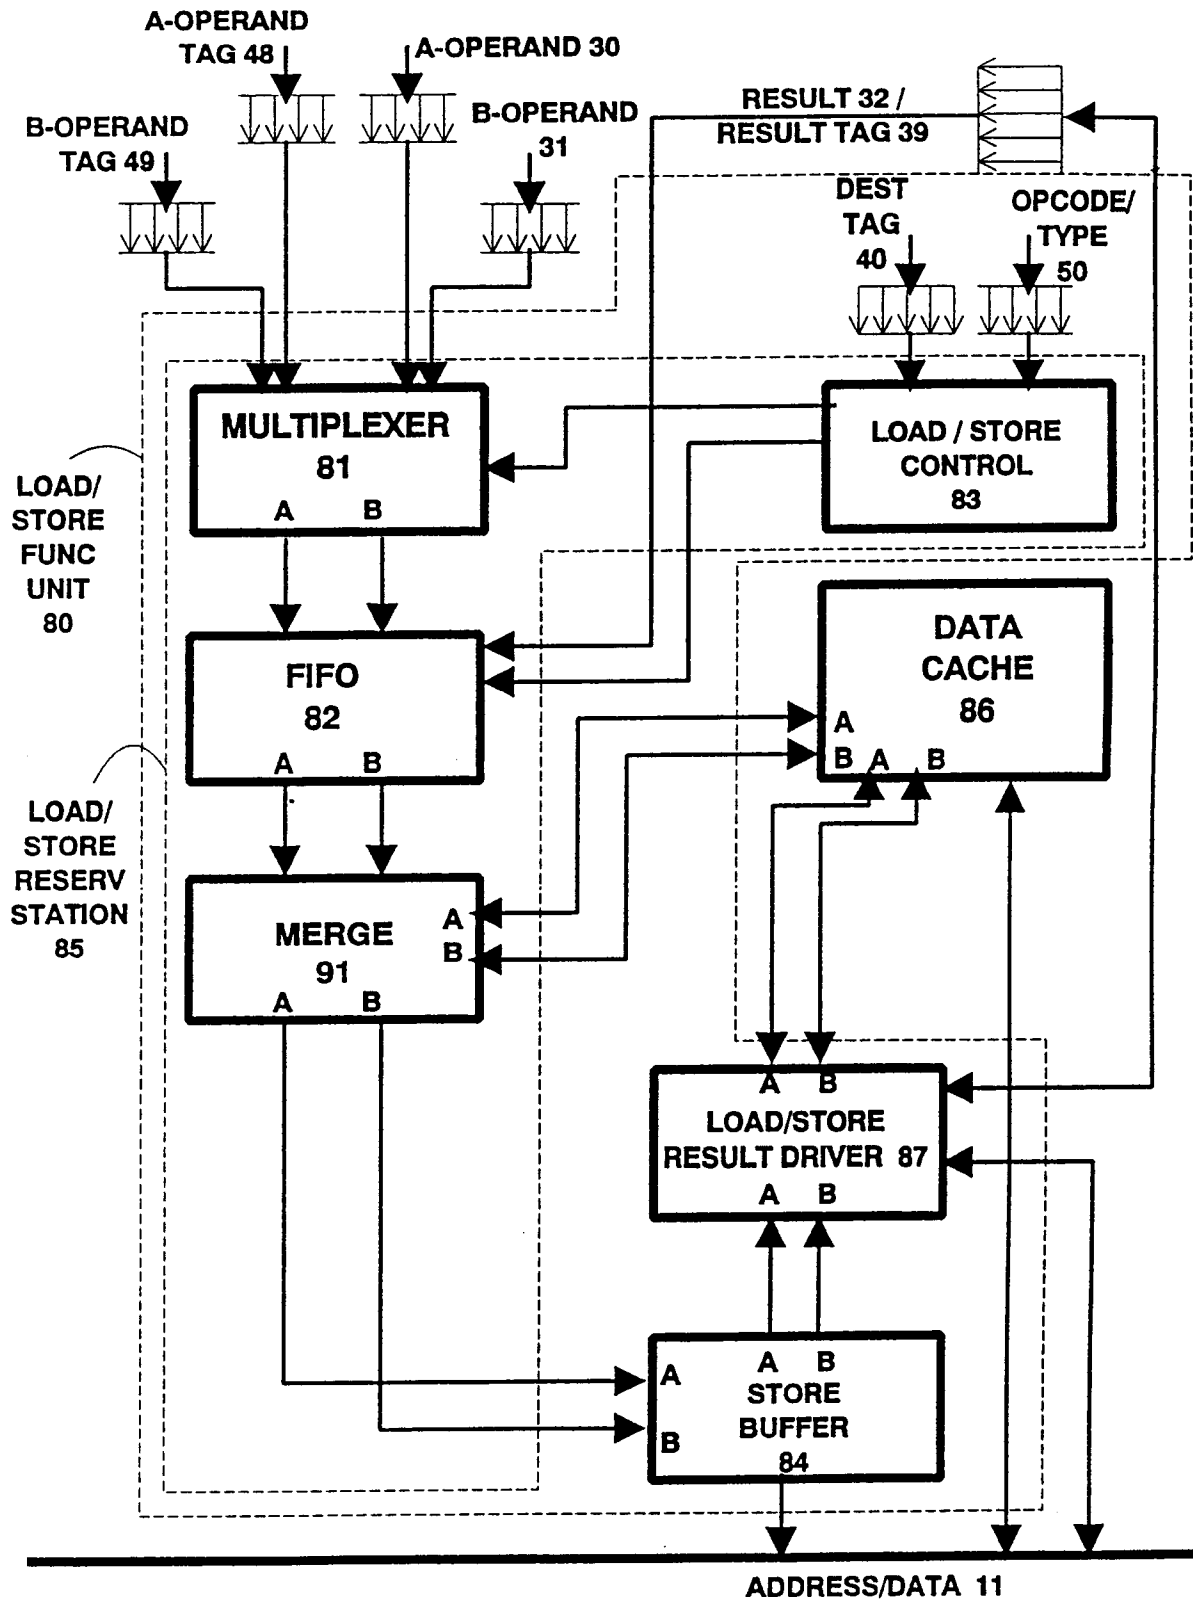 A-OPERAND
TAG 48
A-OPERAND 30
B-OPERAND
TAG 49
B-OPERAND
31
RESULT 32 /
RESULT TAG 39
DEST
TAG
40
OPCODE/
TYPE
50
MULTIPLEXER
81
A B
LOAD / STORE
CONTROL
83
LOAD/
STORE
FUNC
UNIT
80
FIFO
82
A B
DATA
CACHE
86
A
B A B
LOAD/
STORE
RESERV
STATION
85
MERGE
91
A
B
A B
A B
LOAD/STORE
RESULT DRIVER 87
A B
A B
A
STORE
BUFFER
B
84
ADDRESS/DATA 11